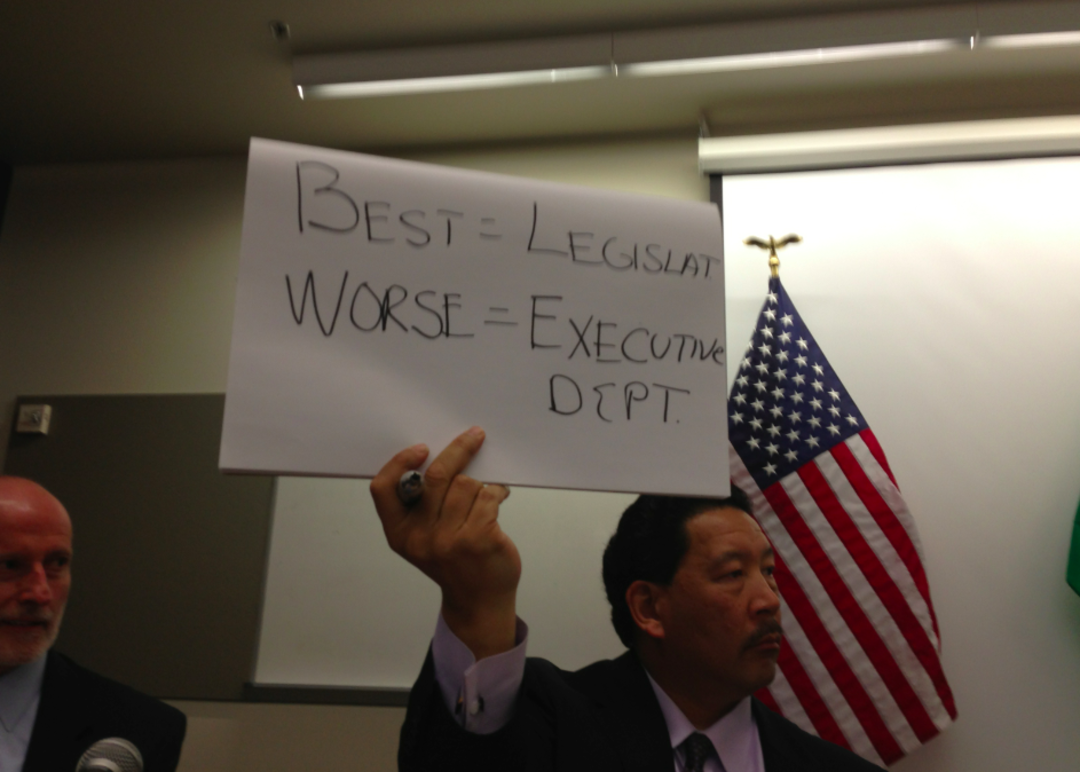 BEST = LEGISLAT
WORSE = EXECUTIVE
DEPT.